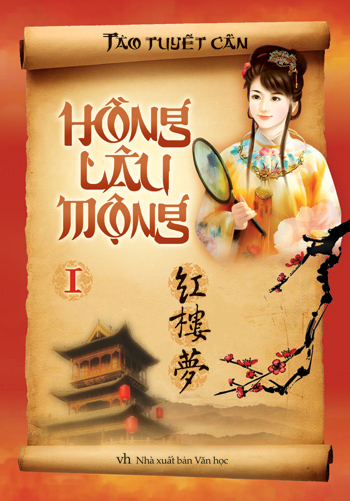 TÀO TUYẾT CẦN
HỒNG
LÂU
MỘNG
I
紅
樓
夢
vh Nhà xuất bản Văn học